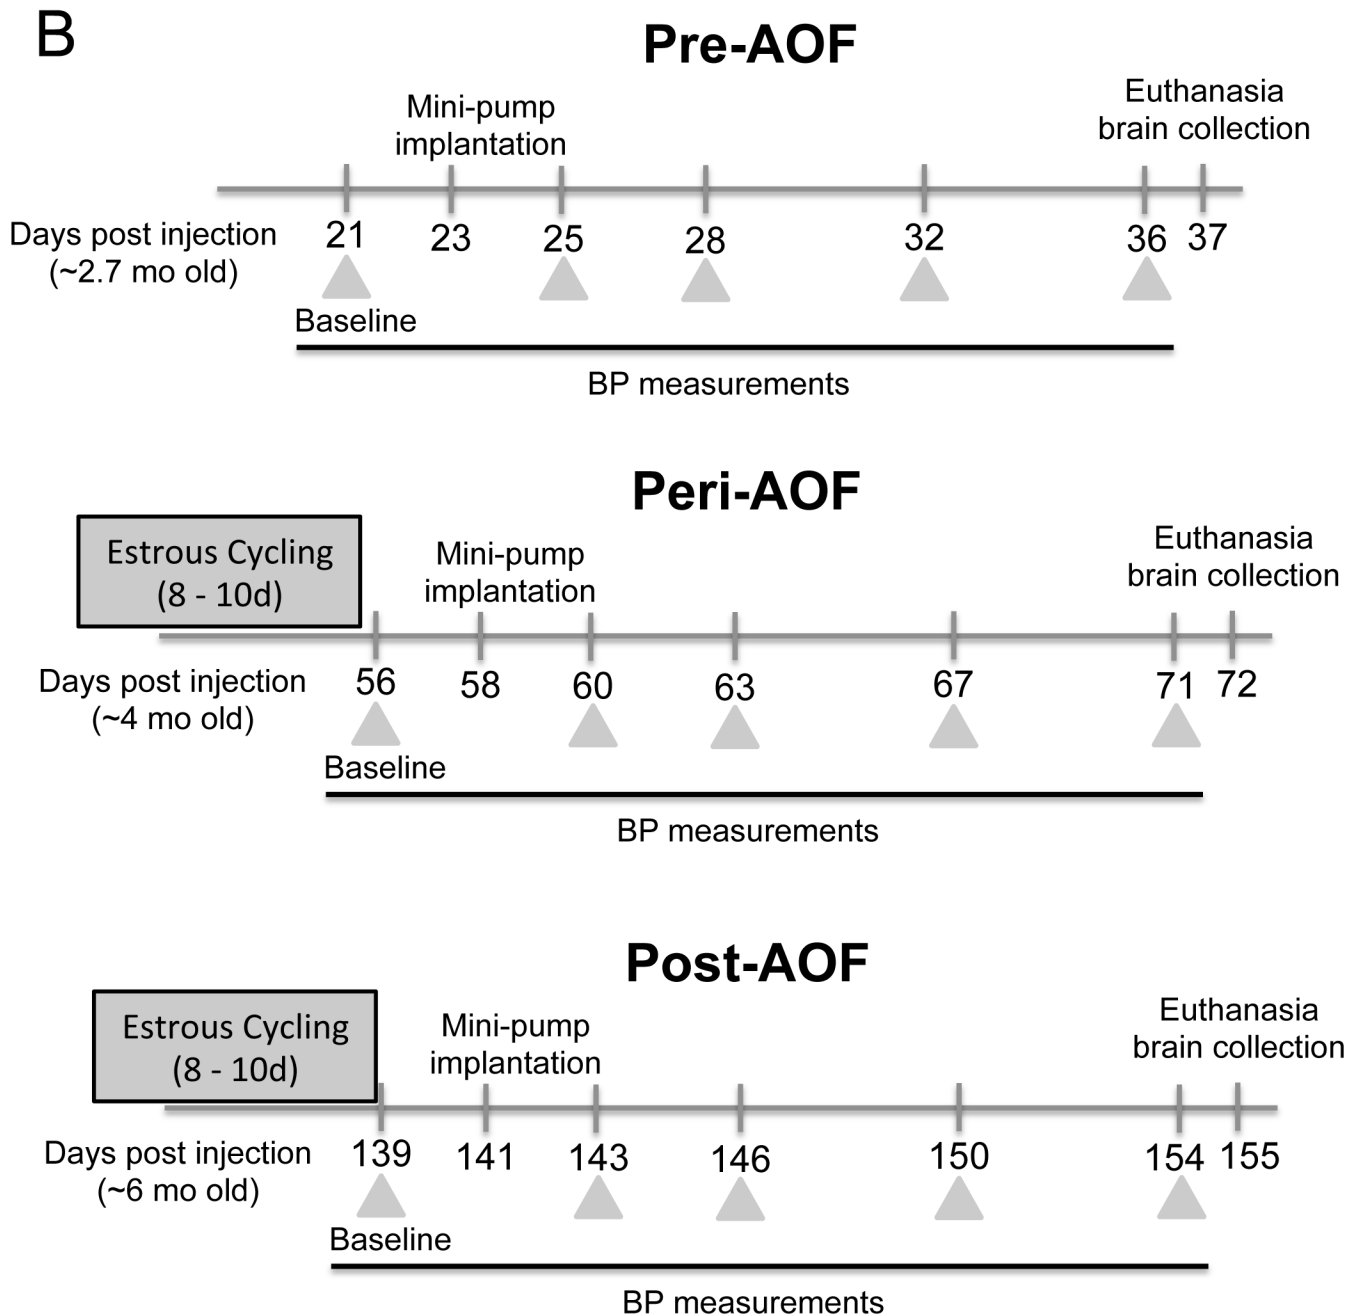 B
Pre-AOF
Mini-pump
implantation
Euthanasia
brain collection
Days post injection
(~2.7 mo old)
21 23 25 28 32 36 37
Baseline
BP measurements
Peri-AOF
Estrous Cycling
(8 - 10d)
Mini-pump
implantation
Euthanasia
brain collection
Days post injection
(~4 mo old)
56 58 60 63 67 71 72
Baseline
BP measurements
Post-AOF
Estrous Cycling
(8 - 10d)
Mini-pump
implantation
Euthanasia
brain collection
Days post injection
(~6 mo old)
139 141 143 146 150 154 155
Baseline
BP measurements